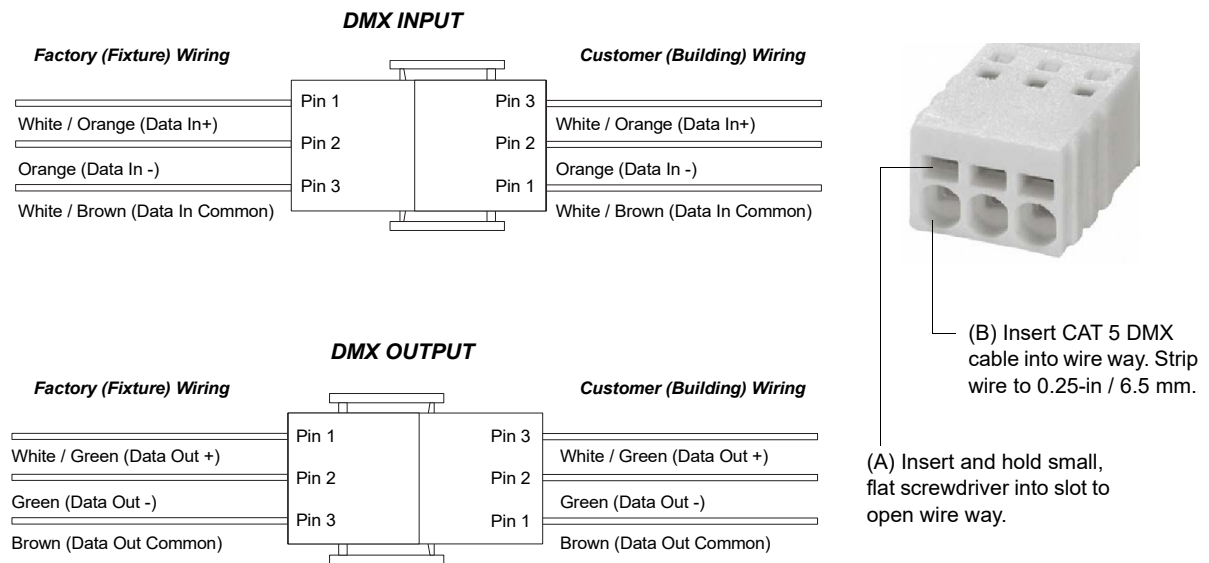 DMX INPUT
Factory (Fixture) Wiring
Customer (Building) Wiring
Pin 1
Pin 3
White / Orange (Data In+)
White / Orange (Data In+)
Pin 2
Pin 2
Orange (Data In -)
Orange (Data In -)
Pin 3
Pin 1
White / Brown (Data In Common)
White / Brown (Data In Common)
DMX OUTPUT
Factory (Fixture) Wiring
Customer (Building) Wiring
Pin 1
Pin 3
White / Green (Data Out +)
White / Green (Data Out +)
Pin 2
Pin 2
Green (Data Out -)
Green (Data Out -)
Pin 3
Pin 1
Brown (Data Out Common)
Brown (Data Out Common)
(B) Insert CAT 5 DMX
cable into wire way. Strip
wire to 0.25-in / 6.5 mm.
(A) Insert and hold small,
flat screwdriver into slot to
open wire way.